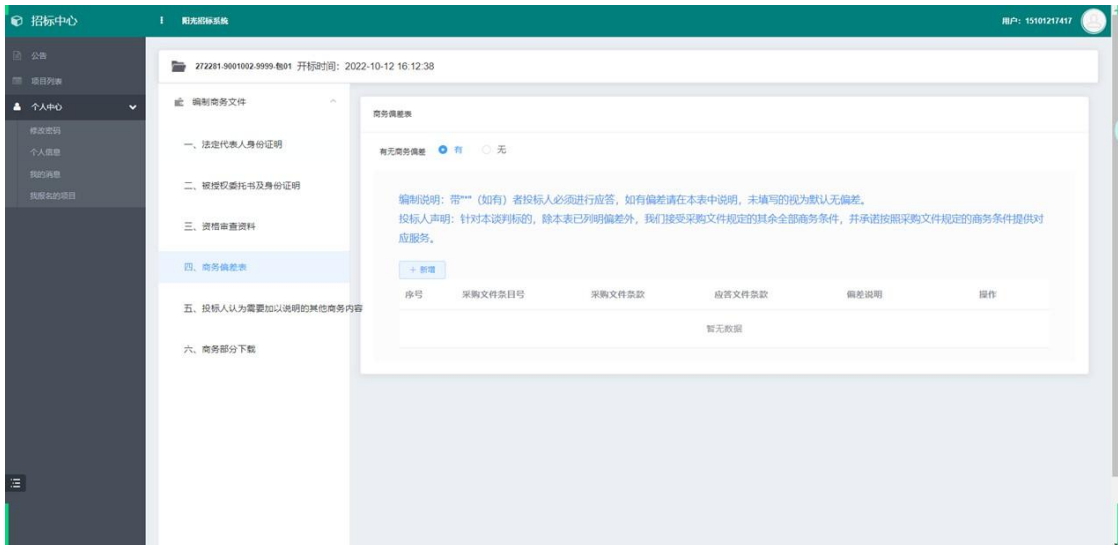 招标中心
阳光招标系统
用户：15101217417
公告
项目列表
个人中心
修改密码
个人信息
我的消息
我报名的项目
272281-9001002-9999-包01 开标时间：2022-10-12 16:12:38
编制商务文件
一、法定代表人身份证明
二、被授权委托书及身份证明
三、资格审查资料
四、商务偏差表
五、投标人认为需要加以说明的其他商务内容
六、商务部分下载
商务偏差表
有无商务偏差 有 无
编制说明：带"*"（如有）者投标人必须进行应答，如有偏差请在本表中说明，未填写的视为默认无偏差。
投标人声明：针对本谈判标的，除本表已列明偏差外，我们接受采购文件规定的其余全部商务条件，并承诺按照采购文件规定的商务条件提供对
应服务。
+ 新增
序号 采购文件条目号 采购文件条款 应答文件条款 偏差说明 操作
暂无数据